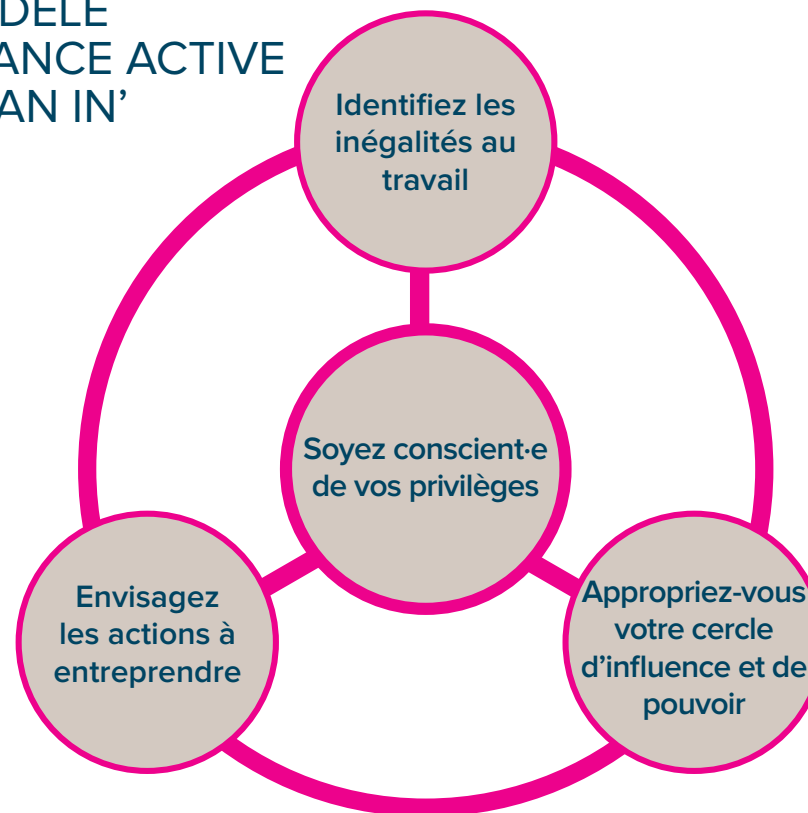 DÈLE
ANCE ACTIVE
AN IN’
Identifiez les
inégalités au
travail
Soyez conscient·e
de vos privilèges
Envisagez
les actions à
entreprendre
Appropriez-vous
votre cercle
d’influence et de
pouvoir